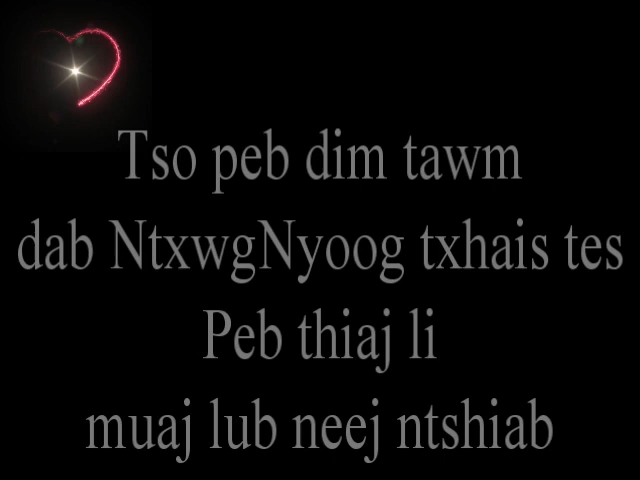 Tso peb dim tawm
dab NtxwgNyoog txhais tes
Peb thiaj li
muaj lub neej ntshiab